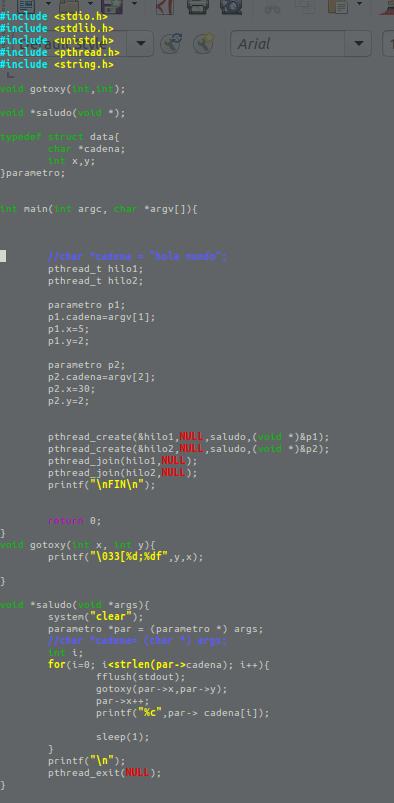 #include <stdio.h>
#include <stdlib.h>
#include <unistd.h>
#include <pthread.h>
#include <string.h>
Arial
void gotoxy(int,int);
void *saludo(void *);
typedef struct data{
char *cadena;
int x,y;
}parametro;
int main(int argc, char *argv[]){
//char *cadena = "hola mundo";
pthread_t hilo1;
pthread_t hilo2;
parametro p1;
p1.cadena=argv[1];
p1.x=5;
p1.y=2;
parametro p2;
p2.cadena=argv[2];
p2.x=30;
p2.y=2;
pthread_create(&hilo1,NULL,saludo,(void *)&p1);
pthread_create(&hilo2,NULL,saludo,(void *)&p2);
pthread_join(hilo1,NULL);
pthread_join(hilo2,NULL);
printf("\nFIN\n");
return 0;
}
void gotoxy(int x, int y){
printf("\033[%d;%df",y,x);
}
void *saludo(void *args){
system("clear");
parametro *par = (parametro *) args;
//char *cadena= (char *) args;
int i;
for(i=0; i<strlen(par->cadena); i++){
fflush(stdout);
gotoxy(par->x,par->y);
par->x++;
printf("%c",par-> cadena[i]);
sleep(1);
}
printf("\n");
pthread_exit(NULL);
}